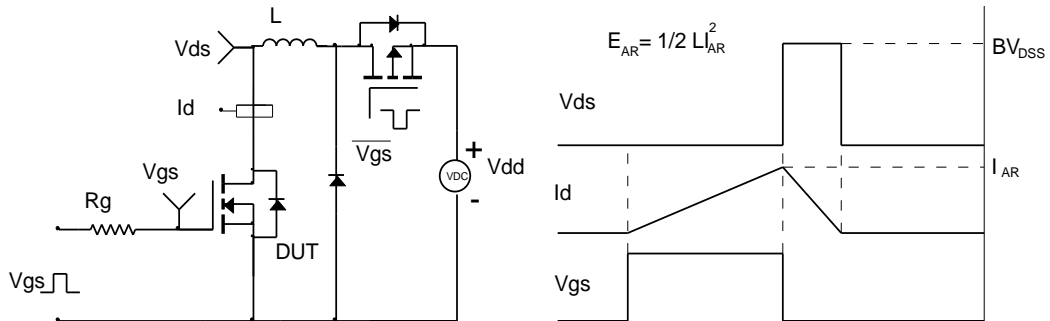 L
Vds
Id
Vgs
Rg
DUT
Vgs
Vgs
+
VDC
Vdd
-
E_AR = 1/2 LI_AR^2
BV_DSS
Vds
I_AR
Id
Vgs